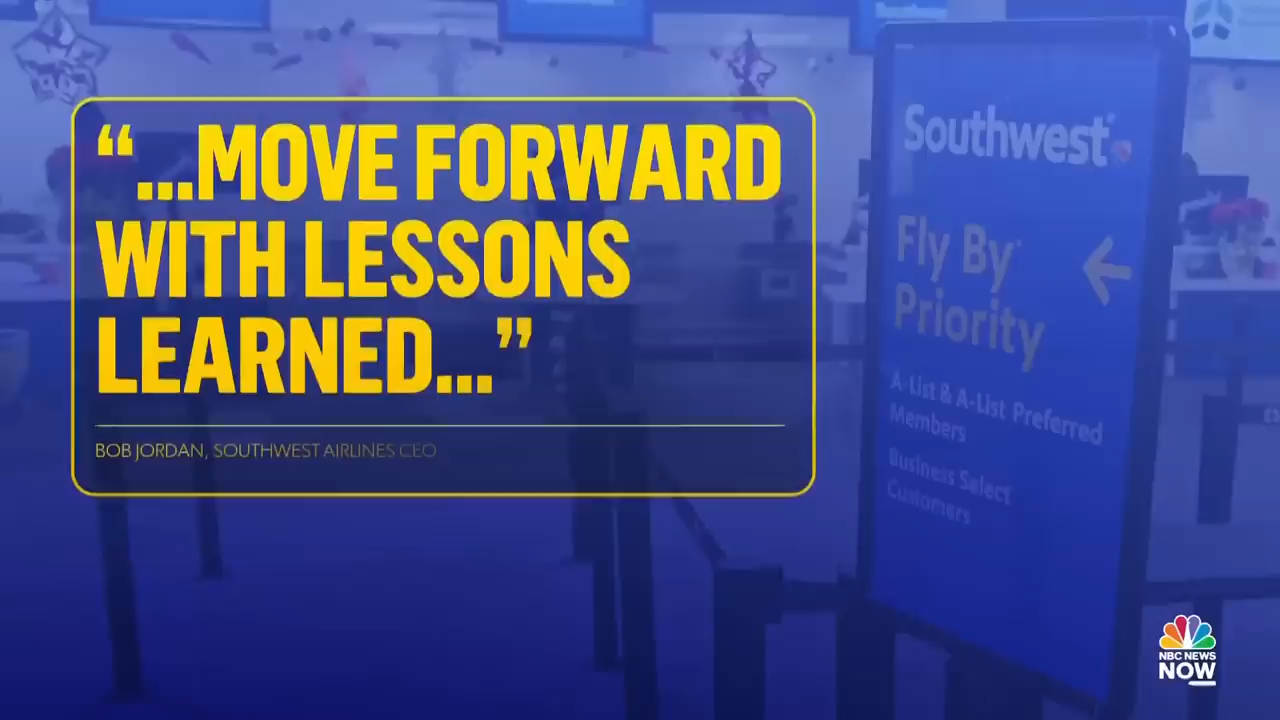 “...MOVE FORWARD
WITH LESSONS
LEARNED...”
BOB JORDAN, SOUTHWEST AIRLINES CEO
Southwest
Fly By
Priority
A-List & A-List Preferred
Members
Business Select
Customers
NBC NEWS
NOW